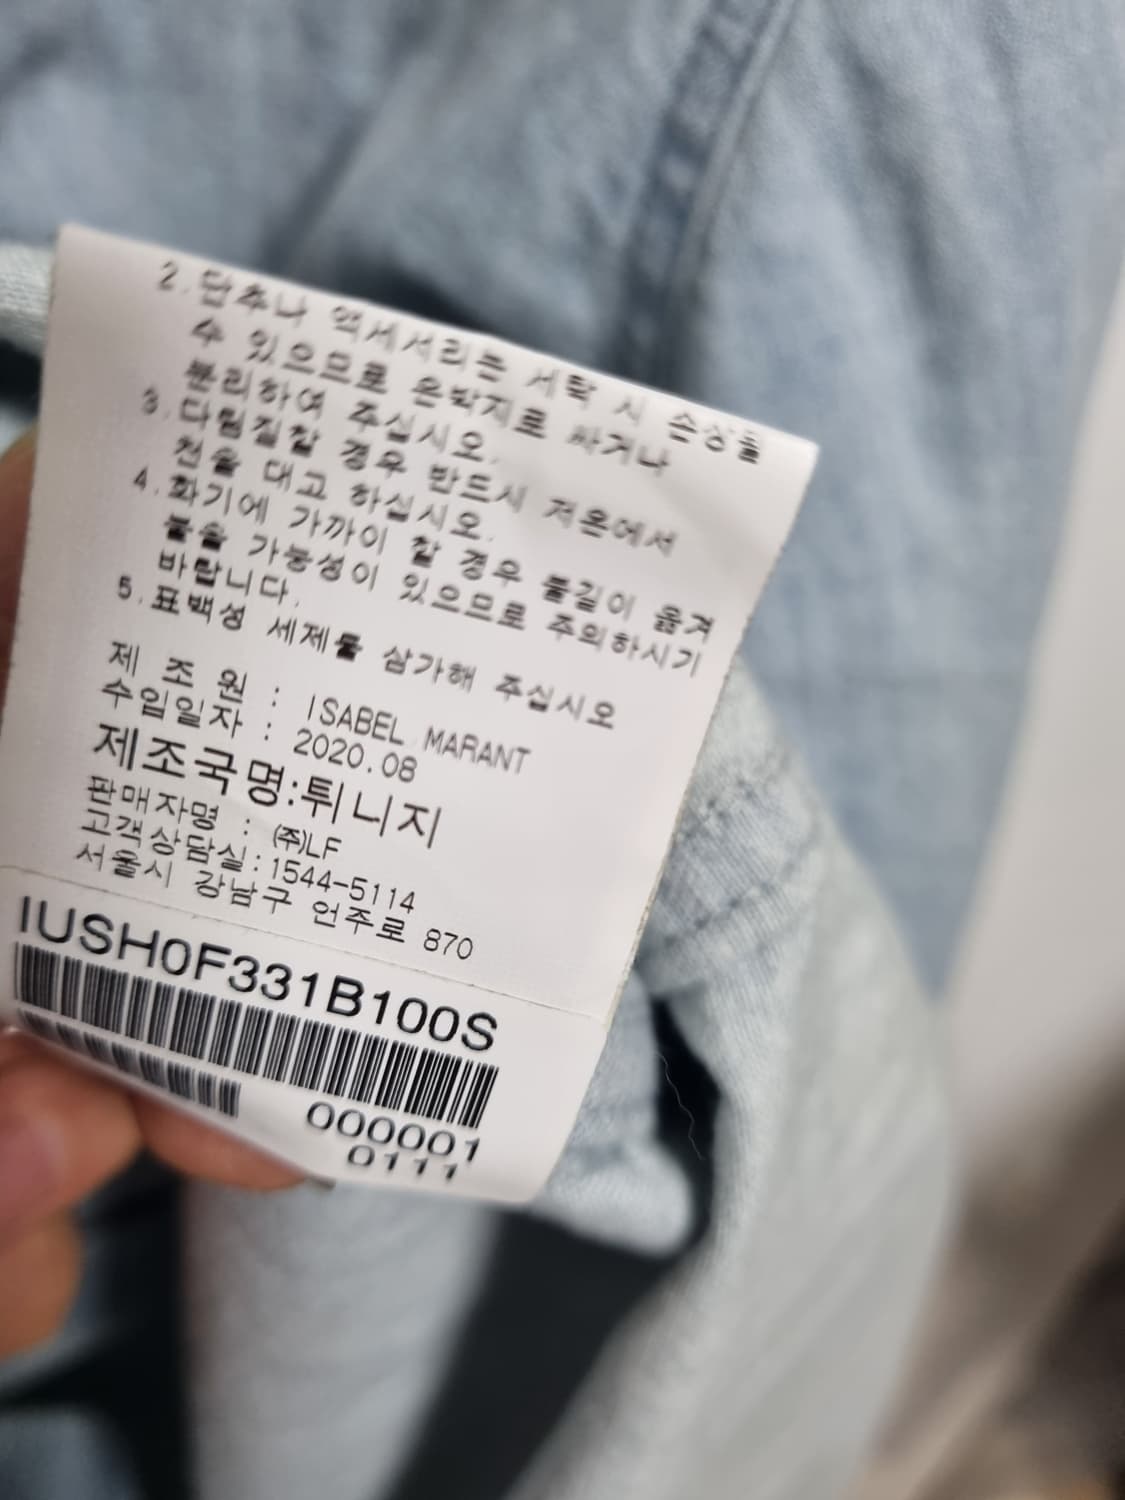 2.단추나 액세서리는 세탁 시 손상될
수 있으므로 은박지로 싸거나
분리하여 주십시오.
3.다림질할 경우 반드시 저온에서
천을 대고 하십시오.
4.화기에 가까이 할 경우 불길이 옮겨
붙을 가능성이 있으므로 주의하시기
바랍니다.
5.표백성 세제를 삼가해 주십시오
제 조 원 : ISABEL MARANT
수입일자 : 2020.08
제조국명:튀니지
판매자명 : ㈜LF
고객상담실:1544-5114
서울시 강남구 언주로 870
IUSH0F331B100S
000001
0111